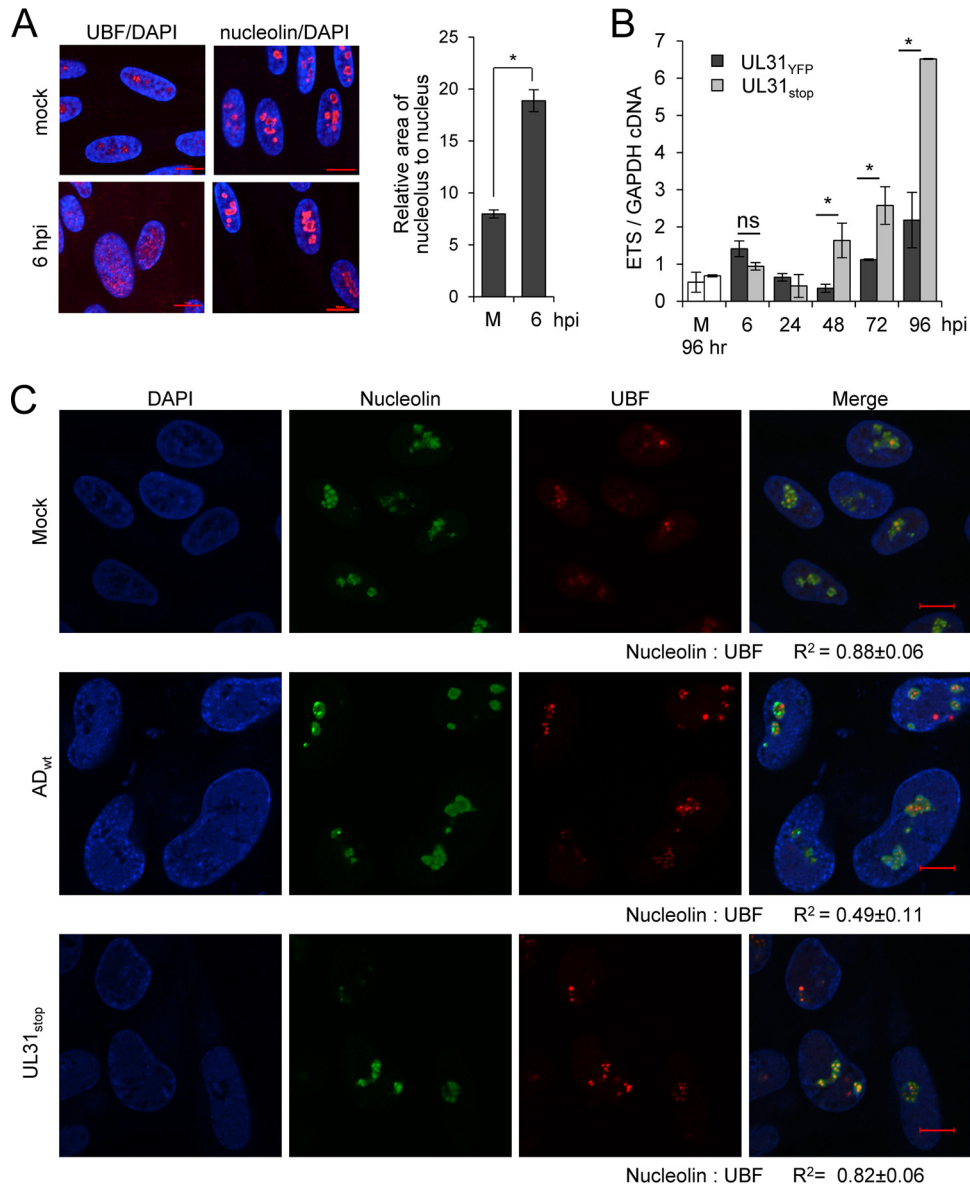 A
UBF/DAPI
nucleolin/DAPI
mock
6 hpi
Relative area of
nucleolus to nucleus
25
20
15
10
5
0
*
M 6 hpi
B
ETS / GAPDH cDNA
7
6
5
4
3
2
1
0
UL31YFP
UL31stop
ns
*
*
*
M 6 24 48 72 96 hpi
96 hr
C
DAPI Nucleolin UBF Merge
Mock
Nucleolin : UBF R² = 0.88±0.06
ADwt
Nucleolin : UBF R² = 0.49±0.11
UL31stop
Nucleolin : UBF R²= 0.82±0.06